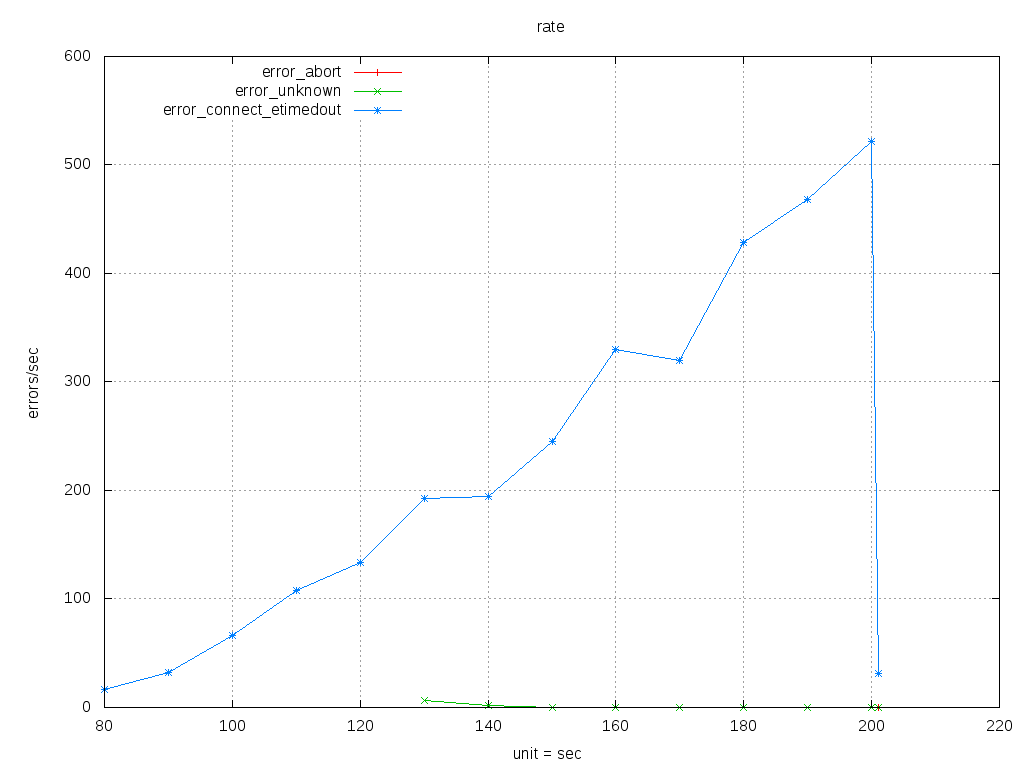 rate
600
500
400
300
200
100
0
errors/sec
error_abort
error_unknown
error_connect_etimedout
80 100 120 140 160 180 200 220
unit = sec